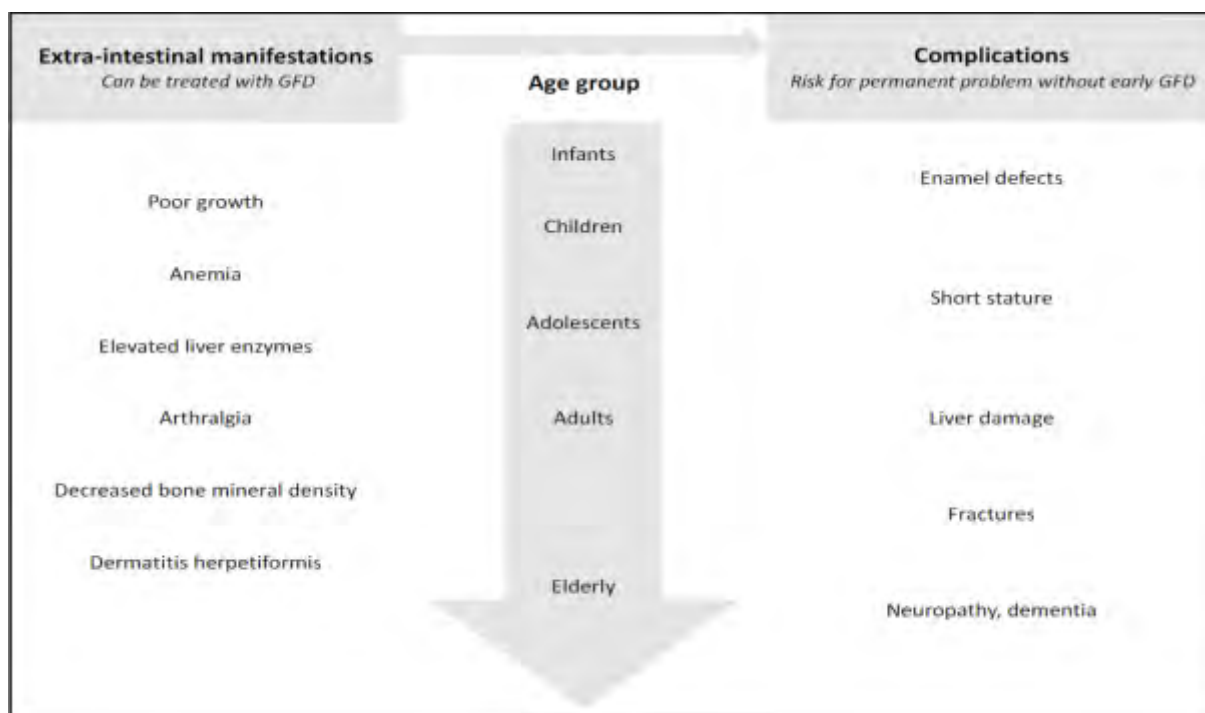 Extra-intestinal manifestations
Can be treated with GFD
Age group
Complications
Risk for permanent problem without early GFD
Poor growth
Anemia
Elevated liver enzymes
Arthralgia
Decreased bone mineral density
Dermatitis herpetiformis
Infants
Children
Adolescents
Adults
Elderly
Enamel defects
Short stature
Liver damage
Fractures
Neuropathy, dementia